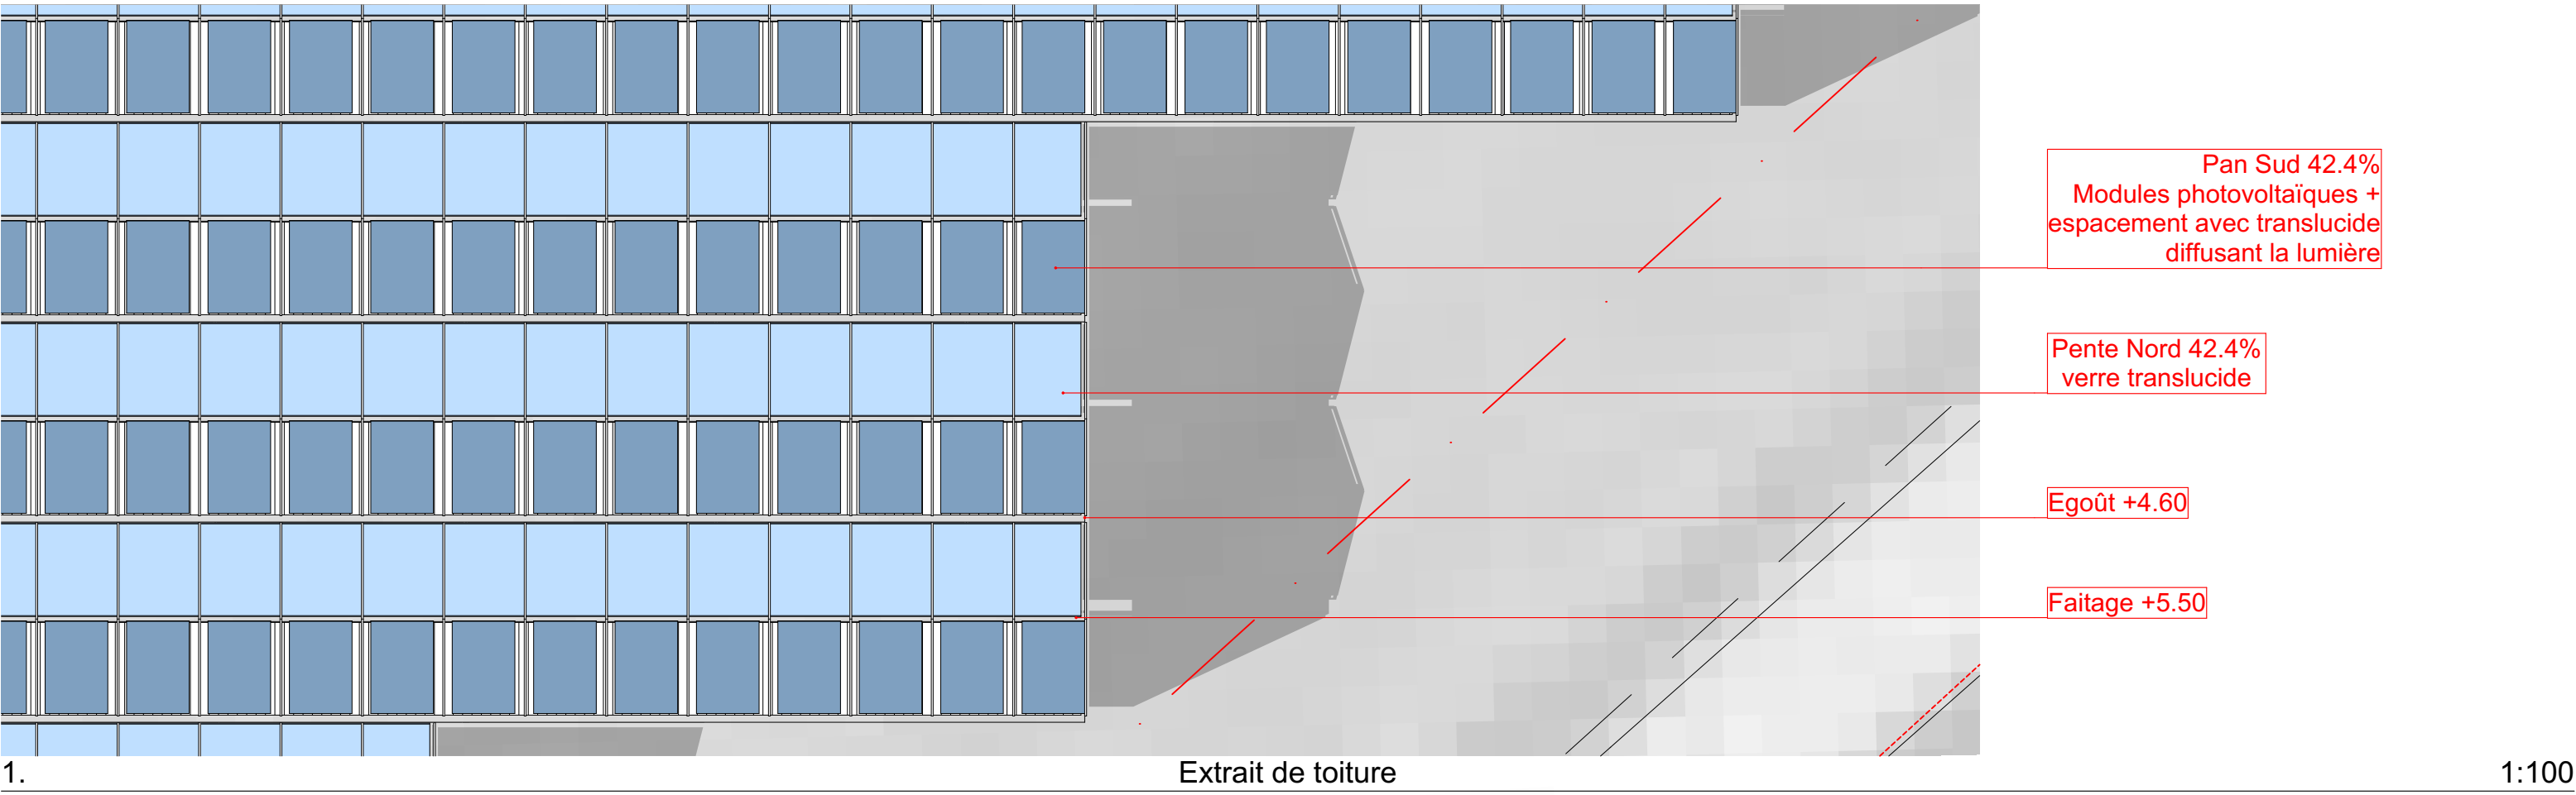 Pan Sud 42.4%
Modules photovoltaïques +
espacement avec translucide
diffusant la lumière
Pente Nord 42.4%
verre translucide
Egoût +4.60
Faitage +5.50
1.
Extrait de toiture
1:100